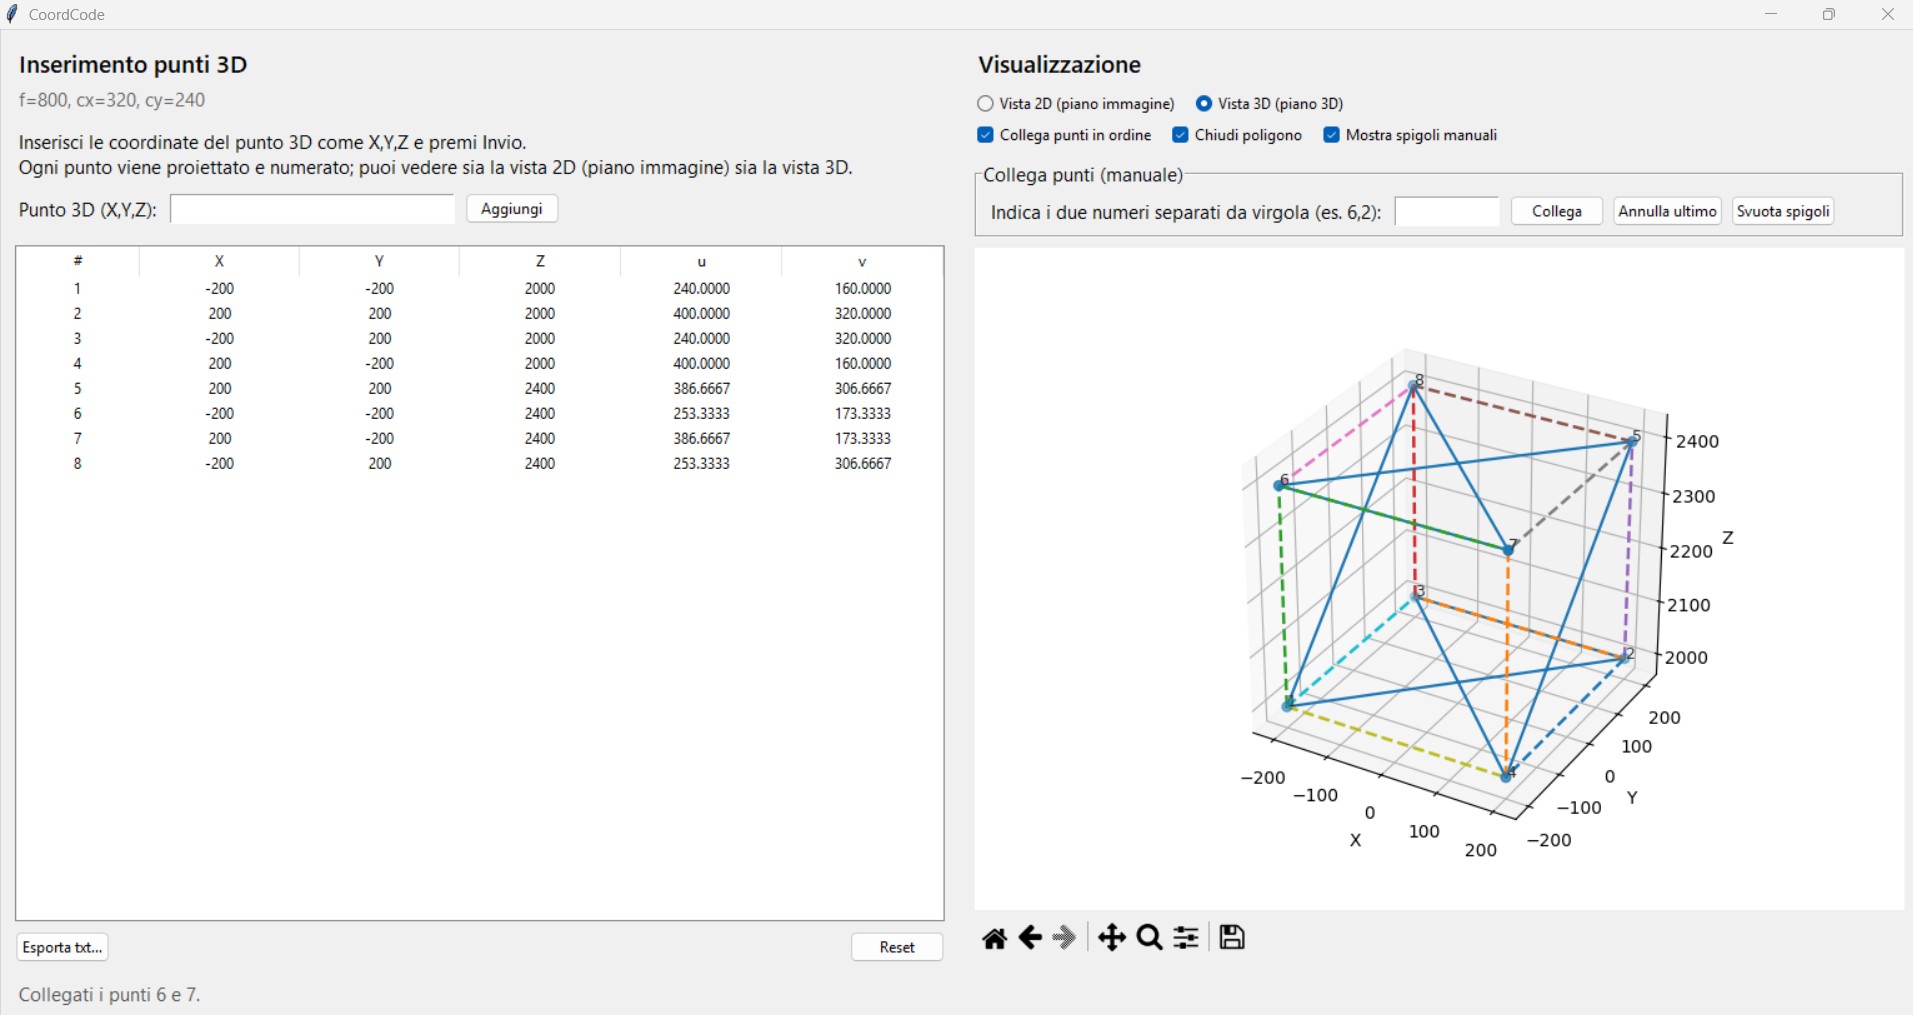 CoordCode
Inserimento punti 3D
f=800, cx=320, cy=240
Inserisci le coordinate del punto 3D come X,Y,Z e premi Invio.
Ogni punto viene proiettato e numerato; puoi vedere sia la vista 2D (piano immagine) sia la vista 3D.
Punto 3D (X,Y,Z): Aggiungi
# X Y Z u v
1 -200 -200 2000 240.0000 160.0000
2 200 200 2000 400.0000 320.0000
3 -200 200 2000 240.0000 320.0000
4 200 -200 2000 400.0000 160.0000
5 200 200 2400 386.6667 306.6667
6 -200 -200 2400 253.3333 173.3333
7 200 -200 2400 386.6667 173.3333
8 -200 200 2400 253.3333 306.6667
Esporta txt... Reset
Collegati i punti 6 e 7.
Visualizzazione
Vista 2D (piano immagine) Vista 3D (piano 3D)
Collega punti in ordine Chiudi poligono Mostra spigoli manuali
Collega punti (manuale)
Indica i due numeri separati da virgola (es. 6,2): Collega Annulla ultimo Svuota spigoli
8
5
6
7
3
2
1
4
2400
2300
2200
2100
2000
Z
200
100
0
−100
−200
Y
−200
−100
0
100
200
X